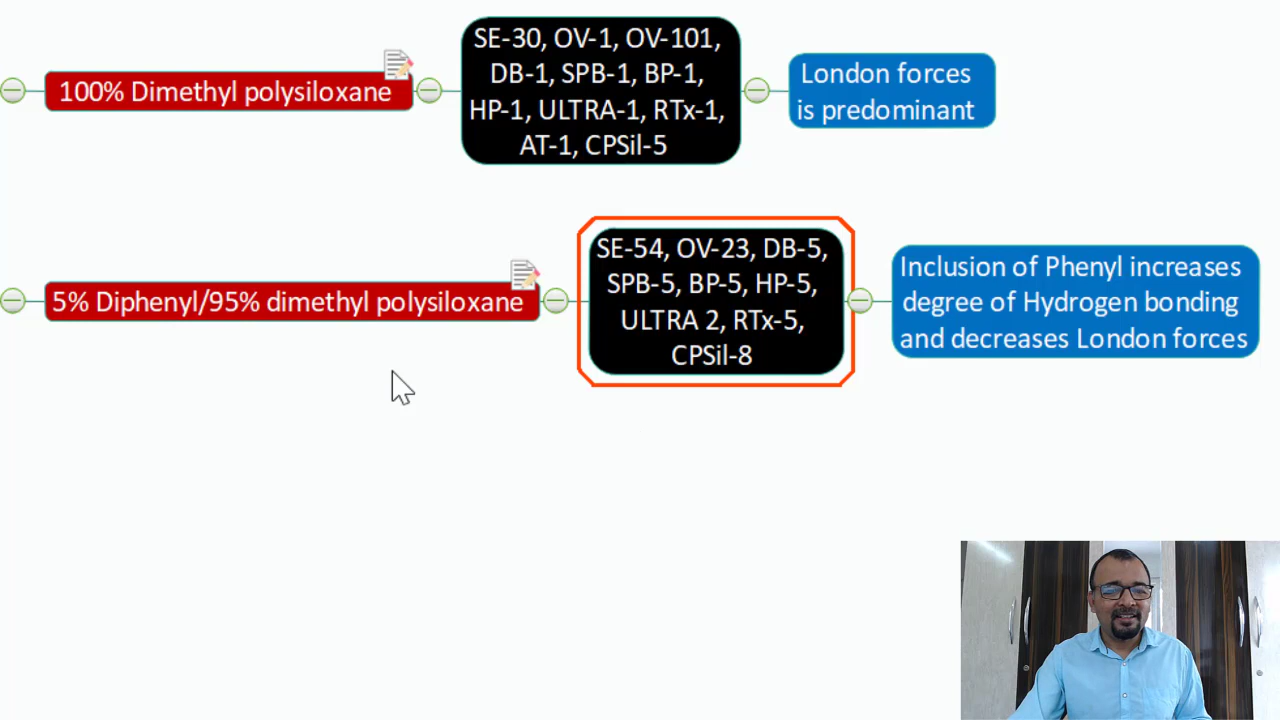 100% Dimethyl polysiloxane
SE-30, OV-1, OV-101,
DB-1, SPB-1, BP-1,
HP-1, ULTRA-1, RTx-1,
AT-1, CPSil-5
London forces
is predominant
5% Diphenyl/95% dimethyl polysiloxane
SE-54, OV-23, DB-5,
SPB-5, BP-5, HP-5,
ULTRA 2, RTx-5,
CPSil-8
Inclusion of Phenyl increases
degree of Hydrogen bonding
and decreases London forces